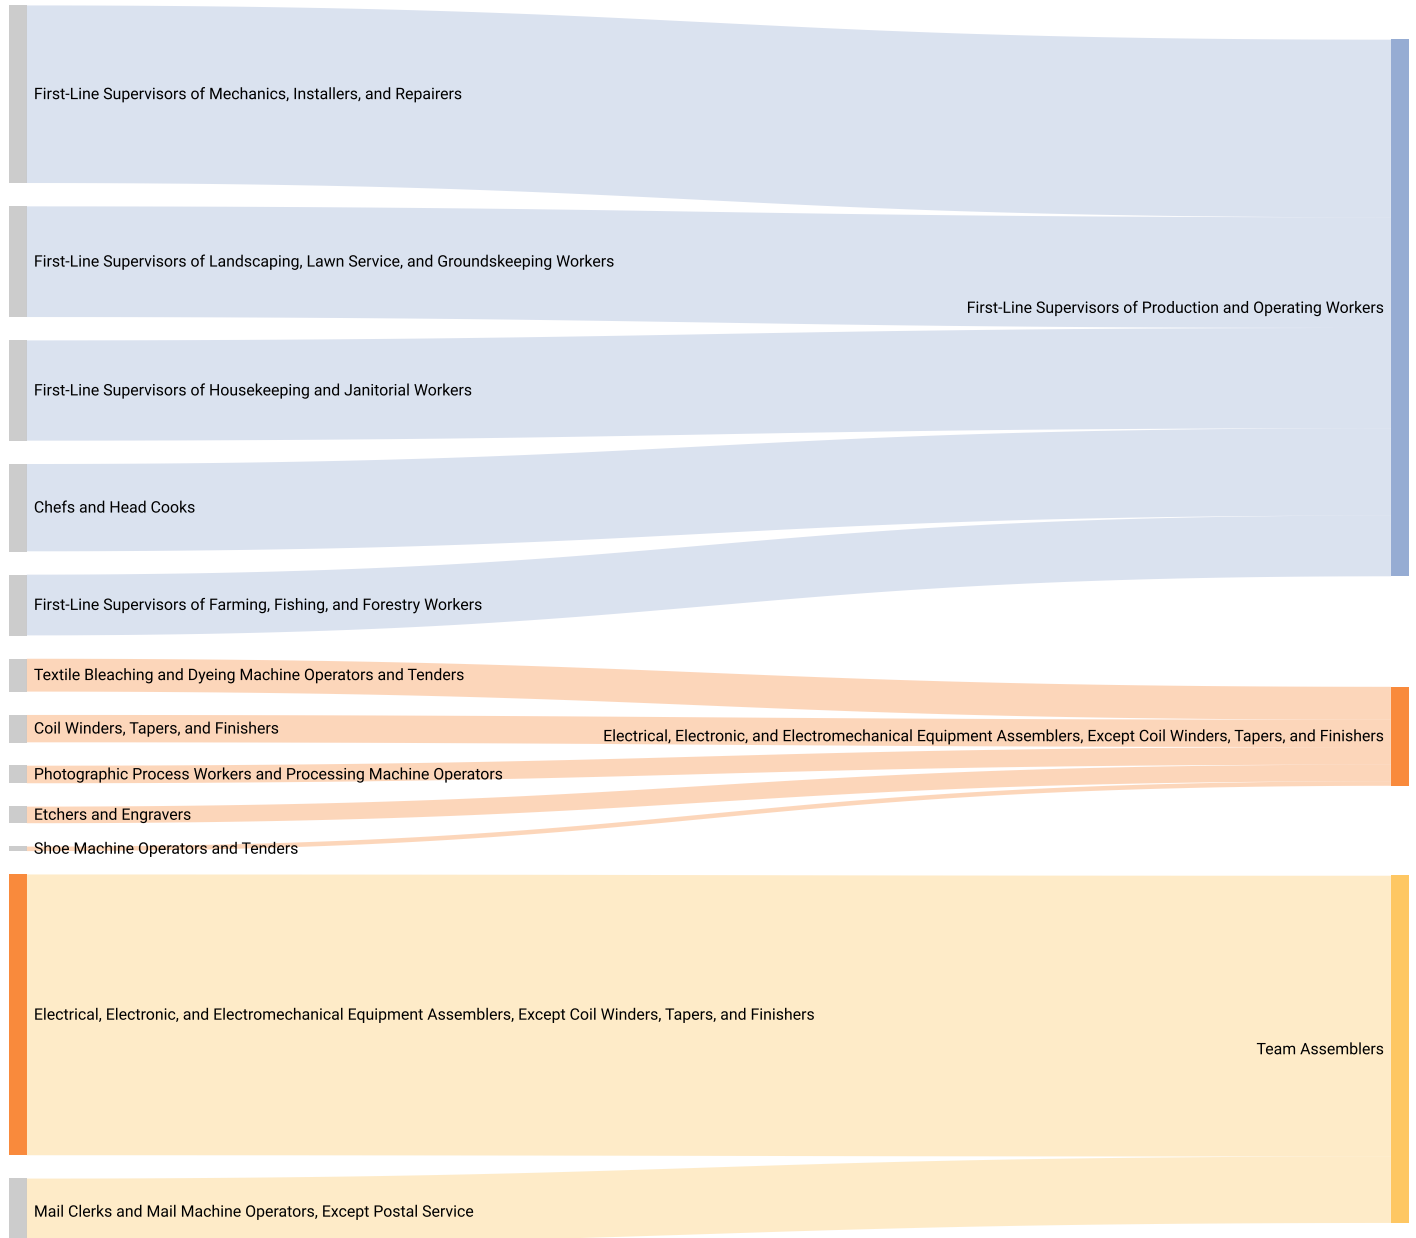 First-Line Supervisors of Mechanics, Installers, and Repairers
First-Line Supervisors of Landscaping, Lawn Service, and Groundskeeping Workers
First-Line Supervisors of Production and Operating Workers
First-Line Supervisors of Housekeeping and Janitorial Workers
Chefs and Head Cooks
First-Line Supervisors of Farming, Fishing, and Forestry Workers
Textile Bleaching and Dyeing Machine Operators and Tenders
Coil Winders, Tapers, and Finishers
Electrical, Electronic, and Electromechanical Equipment Assemblers, Except Coil Winders, Tapers, and Finishers
Photographic Process Workers and Processing Machine Operators
Etchers and Engravers
Shoe Machine Operators and Tenders
Electrical, Electronic, and Electromechanical Equipment Assemblers, Except Coil Winders, Tapers, and Finishers
Team Assemblers
Mail Clerks and Mail Machine Operators, Except Postal Service